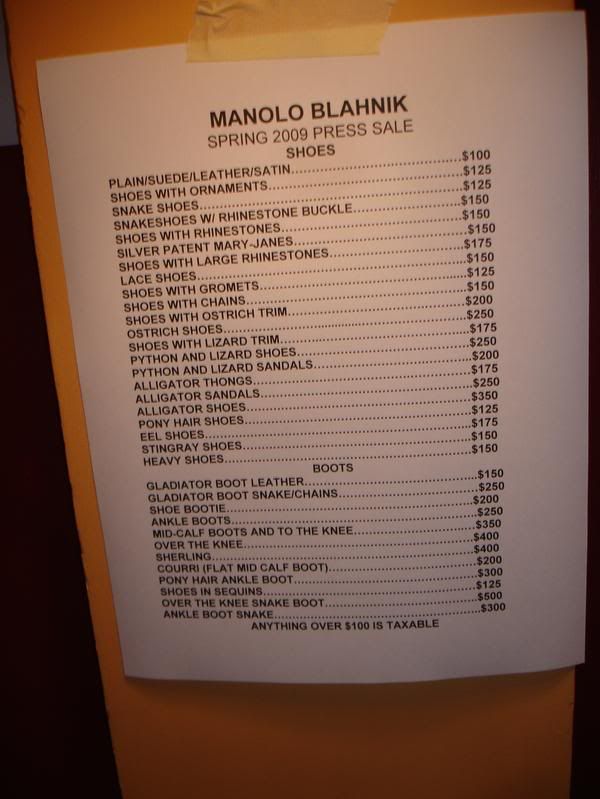 MANOLO BLAHNIK
SPRING 2009 PRESS SALE
SHOES
PLAIN/SUEDE/LEATHER/SATIN...........................$100
SHOES WITH ORNAMENTS...........................$125
SNAKE SHOES...........................$125
SNAKESHOES W/ RHINESTONE BUCKLE...........................$150
SHOES WITH RHINESTONES...........................$150
SILVER PATENT MARY-JANES...........................$150
SHOES WITH LARGE RHINESTONES...........................$175
LACE SHOES...........................$150
SHOES WITH GROMETS...........................$125
SHOES WITH CHAINS...........................$150
SHOES WITH OSTRICH TRIM...........................$200
OSTRICH SHOES...........................$250
SHOES WITH LIZARD TRIM...........................$175
PYTHON AND LIZARD SHOES...........................$250
PYTHON AND LIZARD SANDALS...........................$200
ALLIGATOR THONGS...........................$175
ALLIGATOR SANDALS...........................$250
ALLIGATOR SHOES...........................$350
PONY HAIR SHOES...........................$125
EEL SHOES...........................$175
STINGRAY SHOES...........................$150
HEAVY SHOES...........................$150
BOOTS
GLADIATOR BOOT LEATHER...........................$150
GLADIATOR BOOT SNAKE/CHAINS...........................$250
SHOE BOOTIE...........................$200
ANKLE BOOTS...........................$250
MID-CALF BOOTS AND TO THE KNEE...........................$350
OVER THE KNEE...........................$400
SHERLING...........................$400
COURRI (FLAT MID CALF BOOT)...........................$200
PONY HAIR ANKLE BOOT...........................$300
SHOES IN SEQUINS...........................$125
OVER THE KNEE SNAKE BOOT...........................$500
ANKLE BOOT SNAKE...........................$300
ANYTHING OVER $100 IS TAXABLE